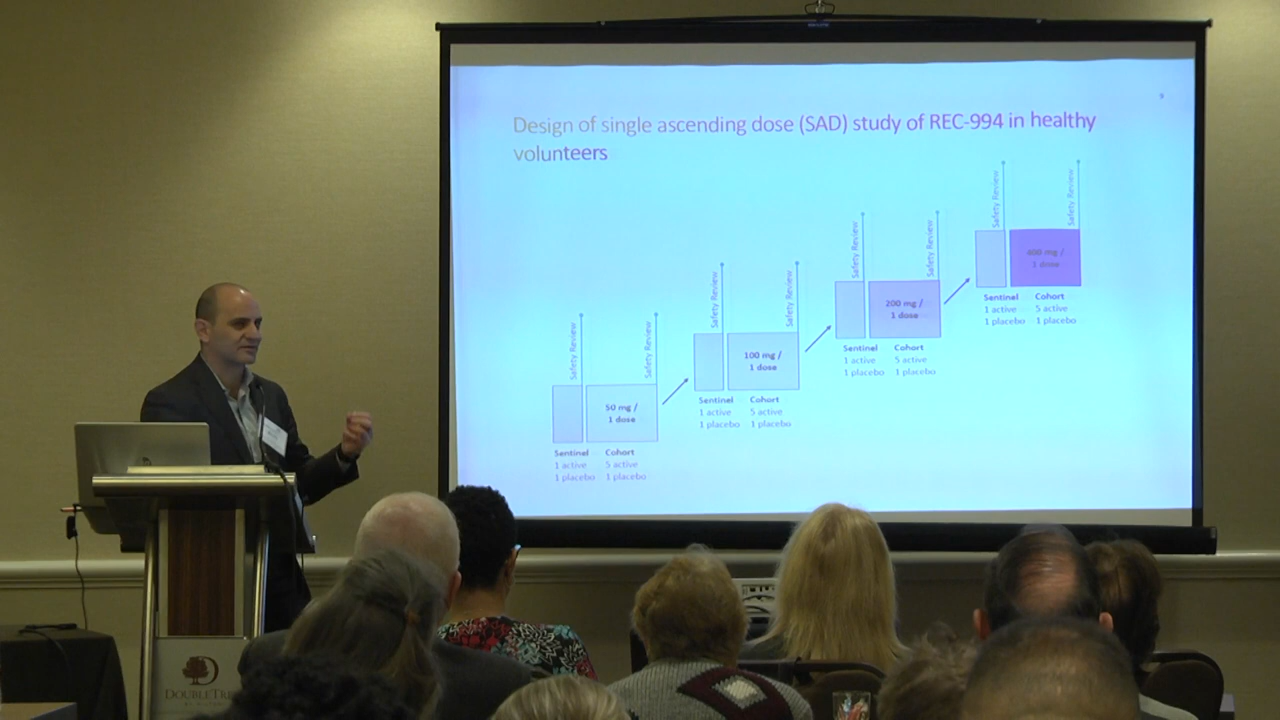 9
Design of single ascending dose (SAD) study of REC-994 in healthy
volunteers
Safety Review
Safety Review
50 mg /
1 dose
Sentinel Cohort
1 active 5 active
1 placebo 1 placebo
Safety Review
Safety Review
100 mg /
1 dose
Sentinel Cohort
1 active 5 active
1 placebo 1 placebo
Safety Review
Safety Review
200 mg /
1 dose
Sentinel Cohort
1 active 5 active
1 placebo 1 placebo
Safety Review
Safety Review
mg /
1 dose
Sentinel Cohort
1 active 5 active
1 placebo 1 placebo